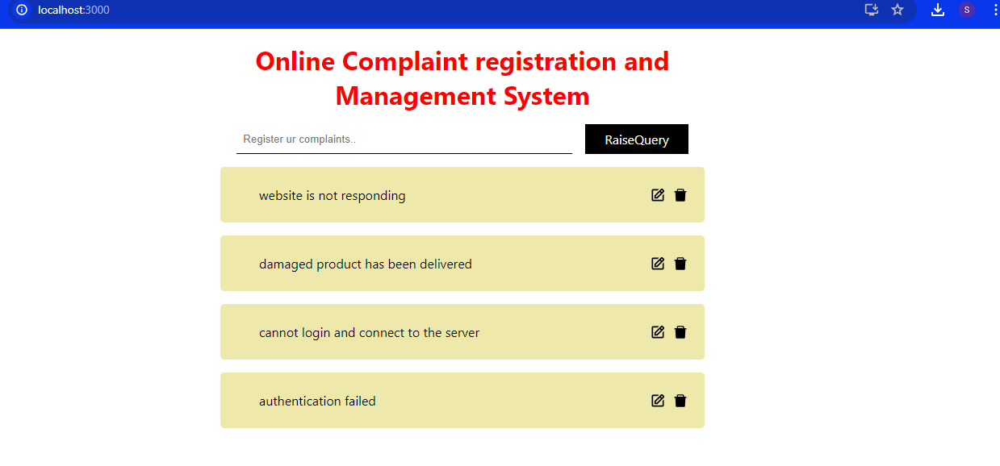 localhost:3000
S
Online Complaint registration and
Management System
Register ur complaints..
RaiseQuery
website is not responding
damaged product has been delivered
cannot login and connect to the server
authentication failed